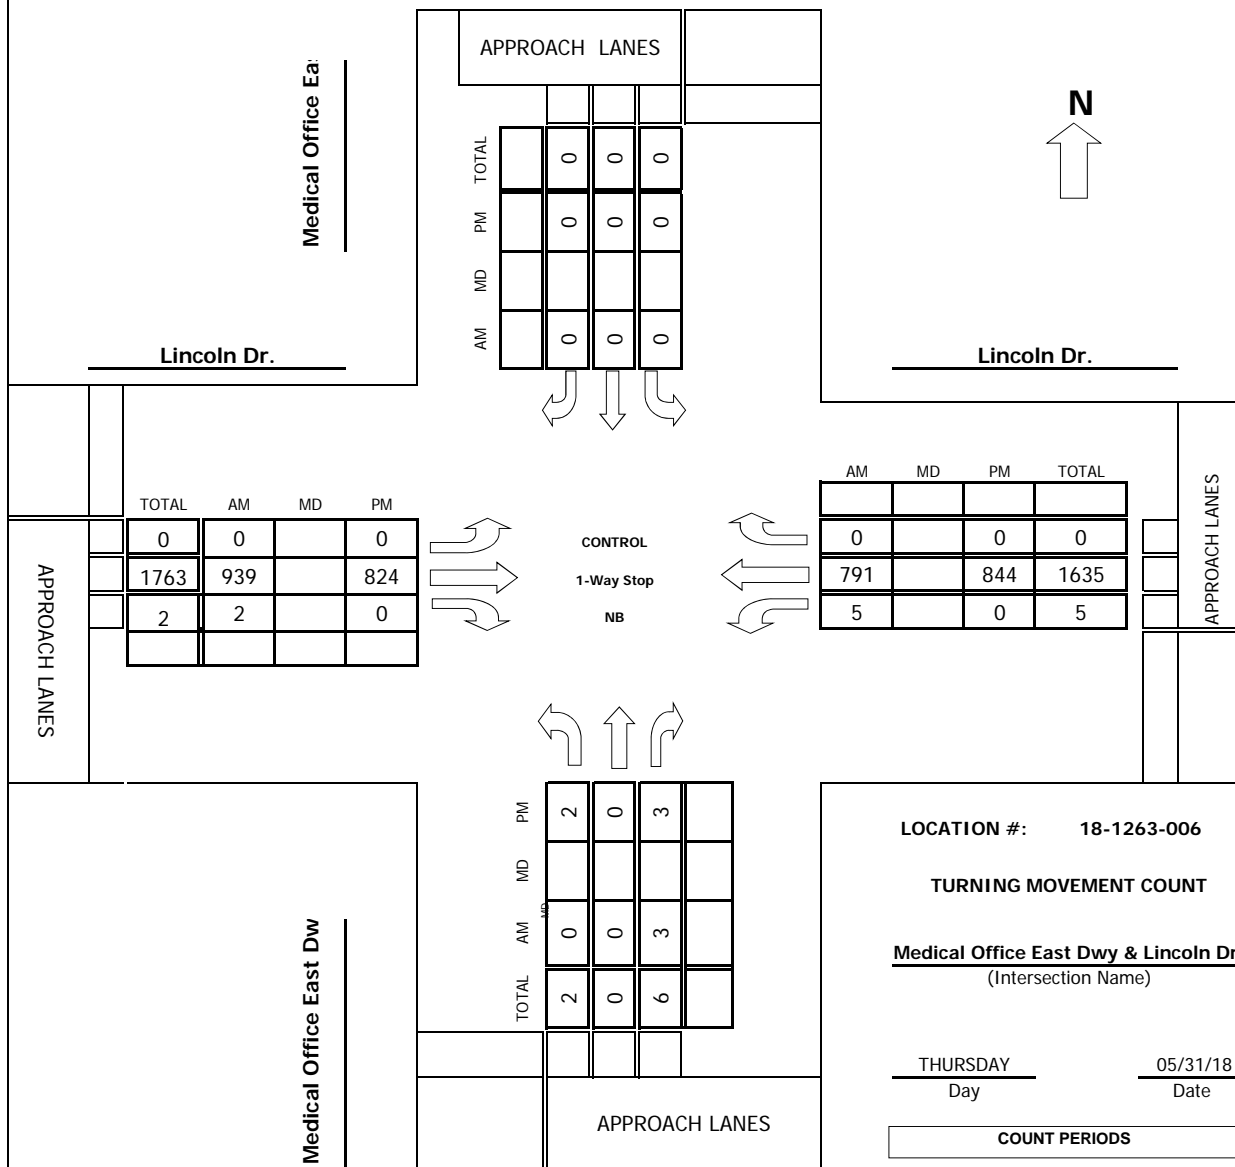 APPROACH LANES
Medical Office Ea
N
TOTAL 0 0 0
PM 0 0 0
MD
AM 0 0 0
Lincoln Dr.
Lincoln Dr.
TOTAL AM MD PM
0 0 0
1763 939 824
2 2 0
APPROACH LANES
CONTROL
1-Way Stop
NB
AM MD PM TOTAL
0 0 0
791 844 1635
5 0 5
APPROACH LANES
PM 2 0 3
MD
AM MD 0 0 3
TOTAL 2 0 6
Medical Office East Dw
APPROACH LANES
LOCATION #: 18-1263-006
TURNING MOVEMENT COUNT
Medical Office East Dwy & Lincoln Dr
(Intersection Name)
THURSDAY 05/31/18
Day Date
COUNT PERIODS